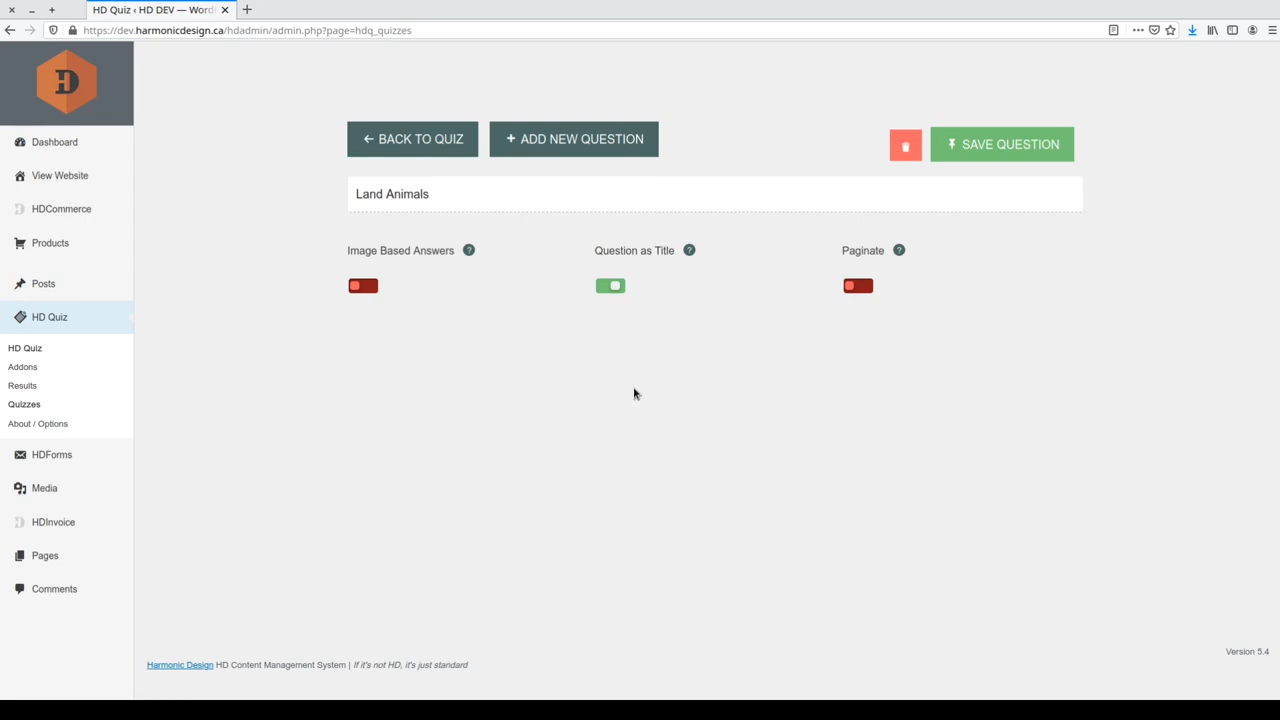 HD Quiz ‹ HD DEV — Word
https://dev.harmonicdesign.ca/hdadmin/admin.php?page=hdq_quizzes
H
Dashboard
View Website
HDCommerce
Products
Posts
HD Quiz
HD Quiz
Addons
Results
Quizzes
About / Options
HDForms
Media
HDInvoice
Pages
Comments
BACK TO QUIZ
ADD NEW QUESTION
SAVE QUESTION
Land Animals
Image Based Answers ?
Question as Title ?
Paginate ?
Version 5.4
Harmonic Design HD Content Management System | If it's not HD, it's just standard